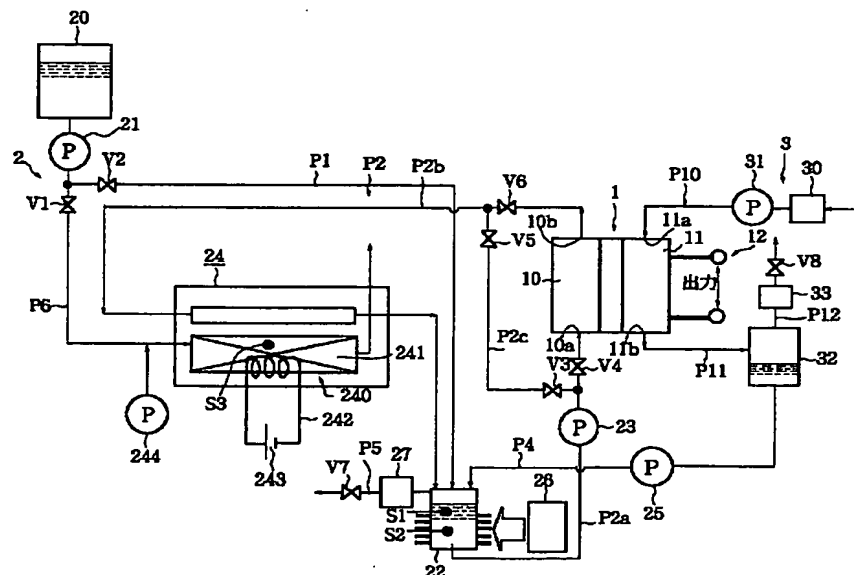 20
P
21
2
V2
V1
P1
P2
P2b
V6
1
P10
31
P
3
30
10b
11a
11
12
V5
10
出力
V8
33
P12
P6
24
241
S3
240
242
243
P
244
P2c
10a
11b
V3
V4
P11
32
P
23
P4
P
25
V7
P5
27
S1
S2
22
26
P2a